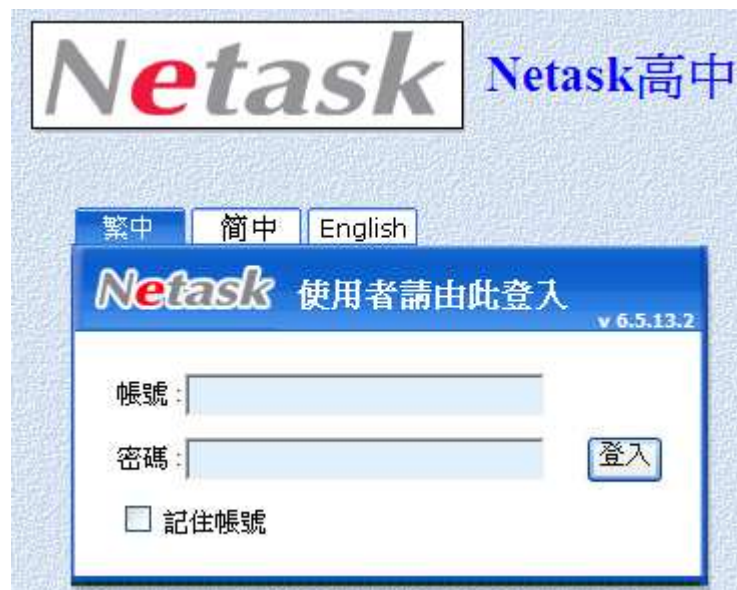 Netask Netask高中
繁中 簡中 English
Netask 使用者請由此登入
v 6.5.13.2
帳號 :
密碼 : 登入
記住帳號